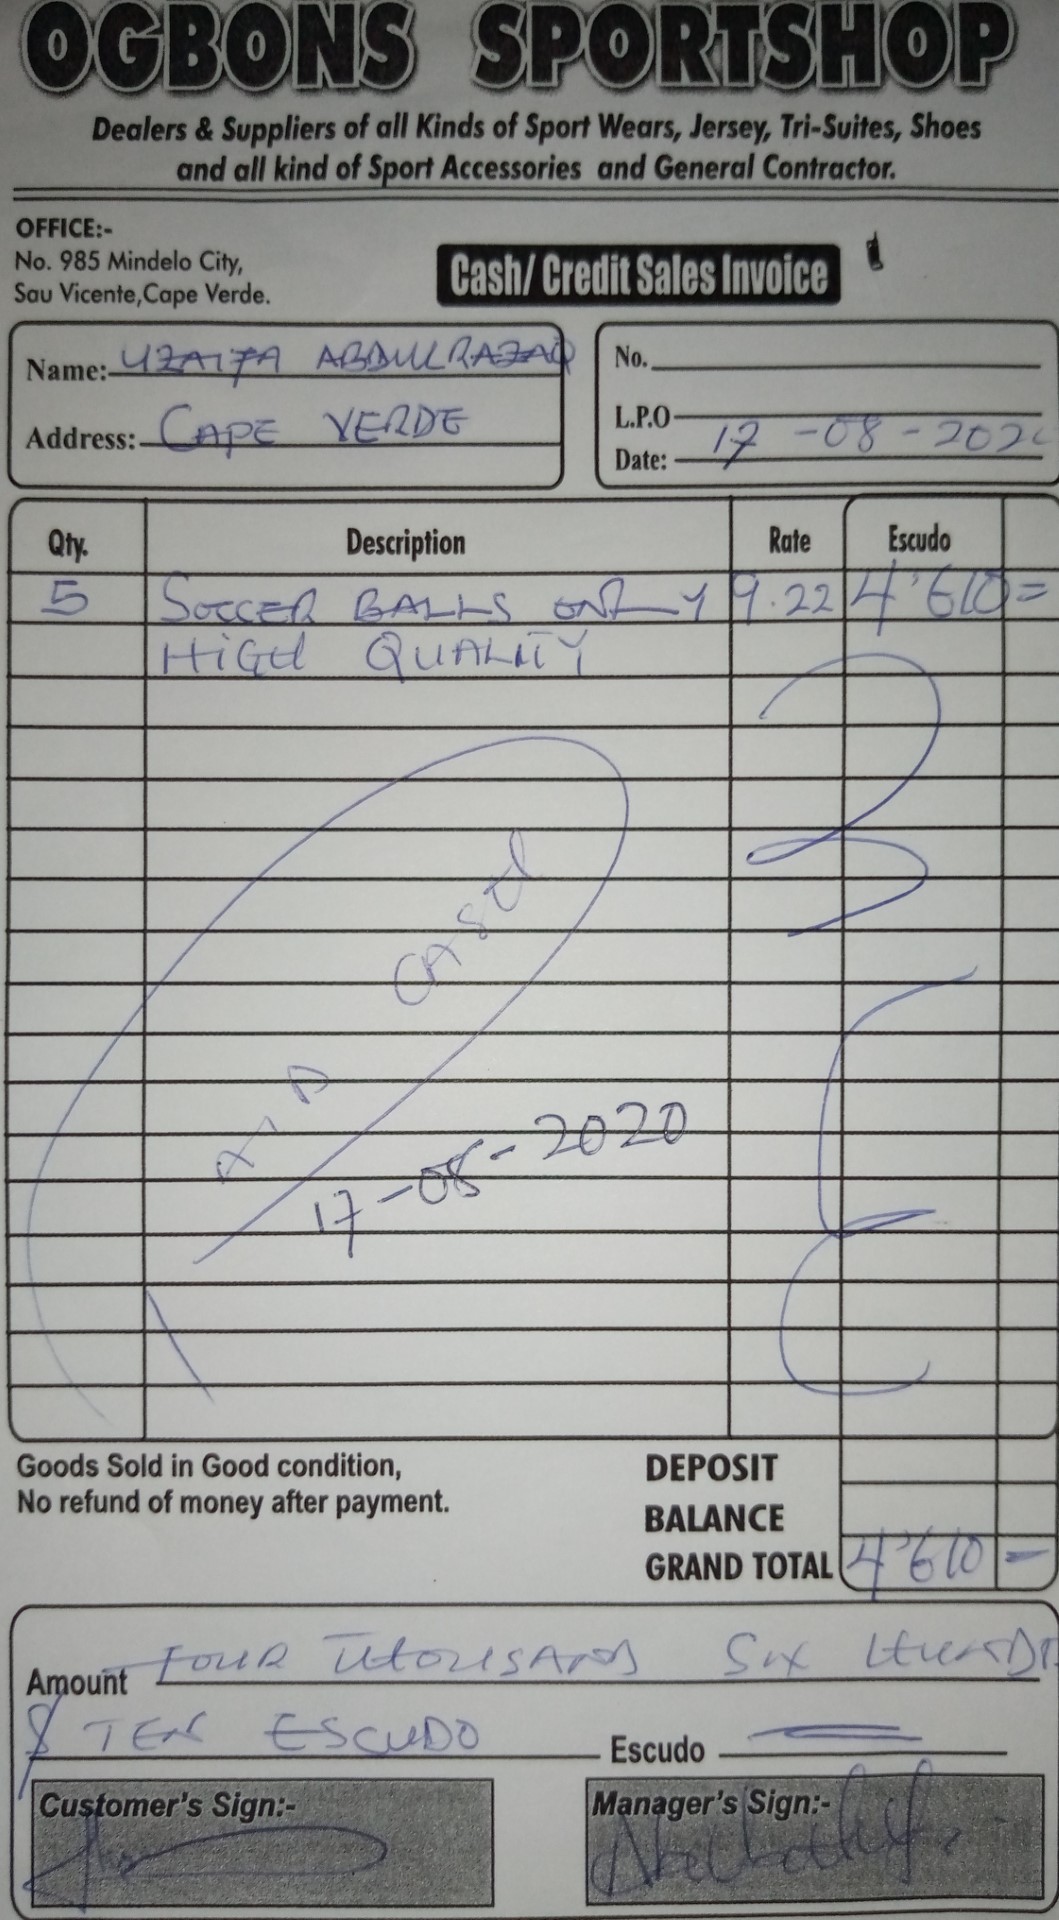 OGBONS SPORTSHOP
Dealers & Suppliers of all Kinds of Sport Wears, Jersey, Tri-Suites, Shoes
and all kind of Sport Accessories and General Contractor.
OFFICE:-
No. 985 Mindelo City,
Sau Vicente,Cape Verde.
Cash/ Credit Sales Invoice
Name: UZAIFA ABDULRAZAQ
Address: CAPE VERDE
No.
L.P.O
Date: 17-08-2020
Qty. Description Rate Escudo
5 SOCCER BALLS ONLY 9.22 4'610=
HIGH QUALITY
CASH
17-08-2020
Goods Sold in Good condition,
No refund of money after payment.
DEPOSIT
BALANCE
GRAND TOTAL 4'610 =
Amount FOUR THOUSAND SIX HUNDR
& TEN ESCUDO Escudo
Customer's Sign:-
Manager's Sign:-